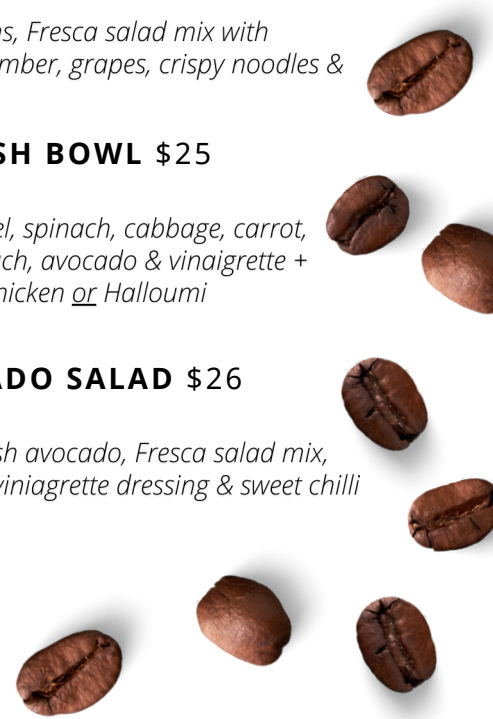 s, Fresca salad mix with
mber, grapes, crispy noodles &
SH BOWL $25
el, spinach, cabbage, carrot,
ch, avocado & vinaigrette +
hicken or Halloumi
ADO SALAD $26
sh avocado, Fresca salad mix,
viniagrette dressing & sweet chilli